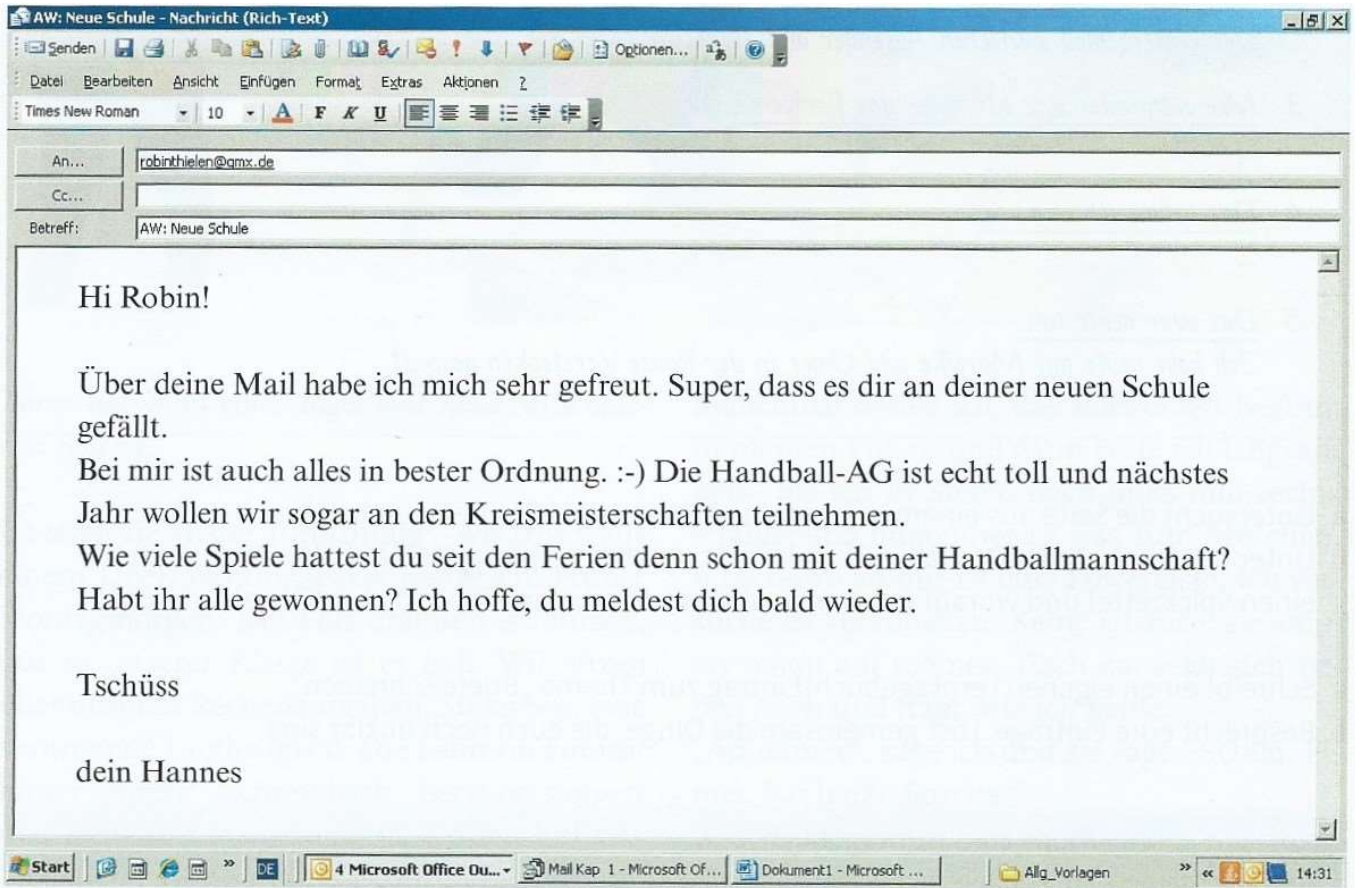 AW: Neue Schule - Nachricht (Rich-Text)
Senden Optionen...
Datei Bearbeiten Ansicht Einfügen Format Extras Aktionen ?
Times New Roman 10 A F K U
An... robinthielen@gmx.de
Cc...
Betreff: AW: Neue Schule
Hi Robin!
Über deine Mail habe ich mich sehr gefreut. Super, dass es dir an deiner neuen Schule
gefällt.
Bei mir ist auch alles in bester Ordnung. :-) Die Handball-AG ist echt toll und nächstes
Jahr wollen wir sogar an den Kreismeisterschaften teilnehmen.
Wie viele Spiele hattest du seit den Ferien denn schon mit deiner Handballmannschaft?
Habt ihr alle gewonnen? Ich hoffe, du meldest dich bald wieder.
Tschüss
dein Hannes
Start » DE 4 Microsoft Office Ou... Mail Kap 1 - Microsoft Of... Dokument1 - Microsoft ... Allg_Vorlagen » « 14:31